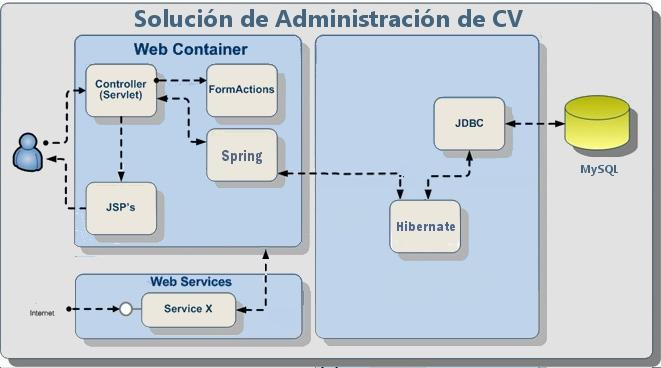 Solución de Administración de CV
Web Container
Controller
(Servlet)
FormActions
Spring
JSP's
JDBC
MySQL
Hibernate
Web Services
Service X
Internet